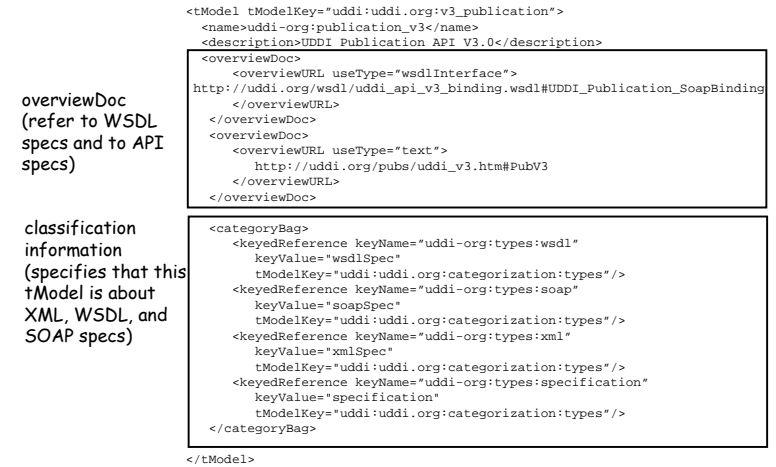 <tModel tModelKey="uddi:uddi.org:v3_publication">
<name>uddi-org:publication_v3</name>
<description>UDDI Publication API V3.0</description>
overviewDoc
(refer to WSDL
specs and to API
specs)
<overviewDoc>
<overviewURL useType="wsdlInterface">
http://uddi.org/wsdl/uddi_api_v3_binding.wsdl#UDDI_Publication_SoapBinding
</overviewURL>
</overviewDoc>
<overviewDoc>
<overviewURL useType="text">
http://uddi.org/pubs/uddi_v3.htm#PubV3
</overviewURL>
</overviewDoc>
classification
information
(specifies that this
tModel is about
XML, WSDL, and
SOAP specs)
<categoryBag>
<keyedReference keyName="uddi-org:types:wsdl"
keyValue="wsdlSpec"
tModelKey="uddi:uddi.org:categorization:types"/>
<keyedReference keyName="uddi-org:types:soap"
keyValue="soapSpec"
tModelKey="uddi:uddi.org:categorization:types"/>
<keyedReference keyName="uddi-org:types:xml"
keyValue="xmlSpec"
tModelKey="uddi:uddi.org:categorization:types"/>
<keyedReference keyName="uddi-org:types:specification"
keyValue="specification"
tModelKey="uddi:uddi.org:categorization:types"/>
</categoryBag>
</tModel>